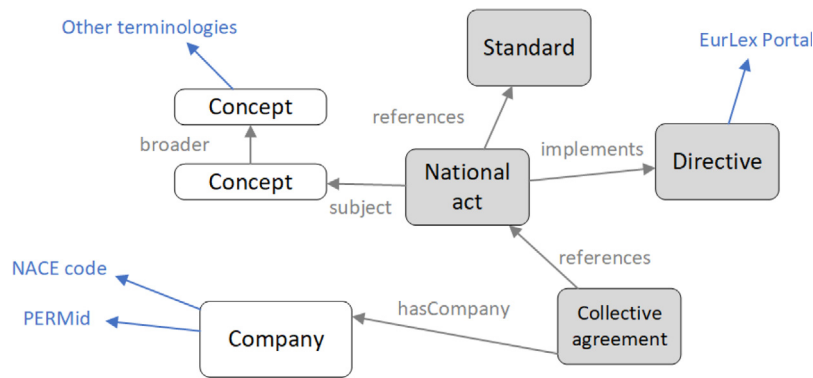 Other terminologies
Standard
EurLex Portal
Concept
references
broader
implements
Concept
National
act
Directive
subject
references
NACE code
hasCompany
PERMid
Company
Collective
agreement